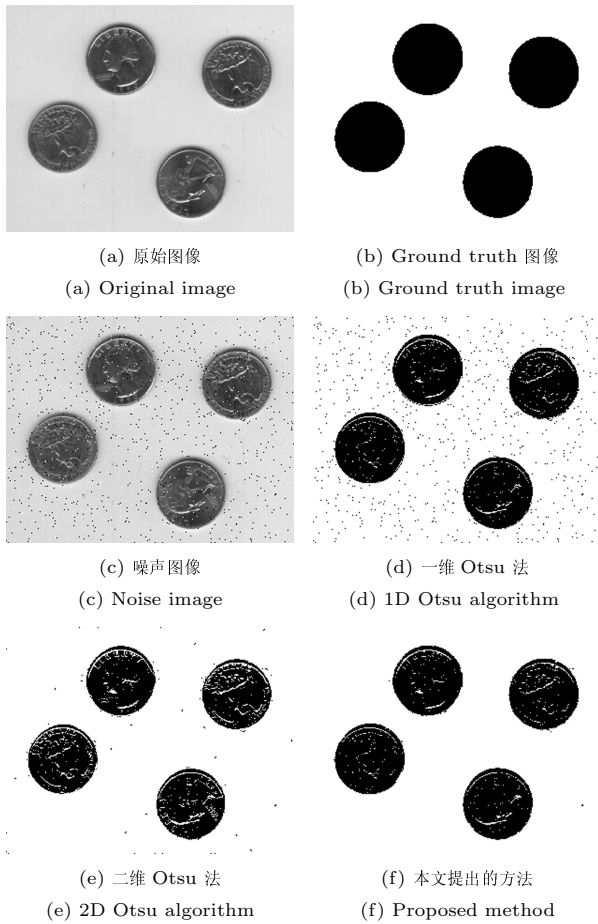 (a) 原始图像
(b) Ground truth 图像
(a) Original image
(b) Ground truth image
(c) 噪声图像
(d) 一维 Otsu 法
(c) Noise image
(d) 1D Otsu algorithm
(e) 二维 Otsu 法
(f) 本文提出的方法
(e) 2D Otsu algorithm
(f) Proposed method